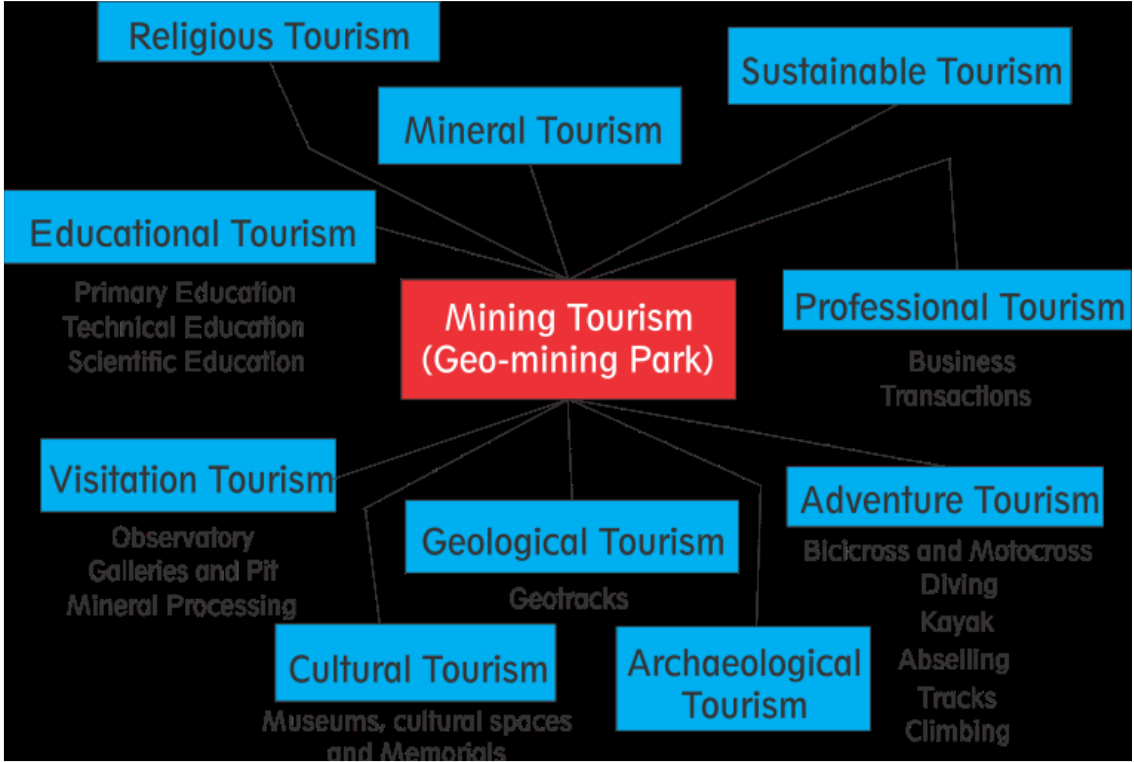 Religious Tourism
Sustainable Tourism
Mineral Tourism
Educational Tourism
Primary Education
Technical Education
Scientific Education
Mining Tourism
(Geo-mining Park)
Professional Tourism
Business
Transactions
Visitation Tourism
Observatory
Galleries and Pit
Mineral Processing
Geological Tourism
Geotracks
Adventure Tourism
Bicicross and Motocross
Diving
Kayak
Abselling
Tracks
Climbing
Cultural Tourism
Museums, cultural spaces
and Memorials
Archaeological
Tourism